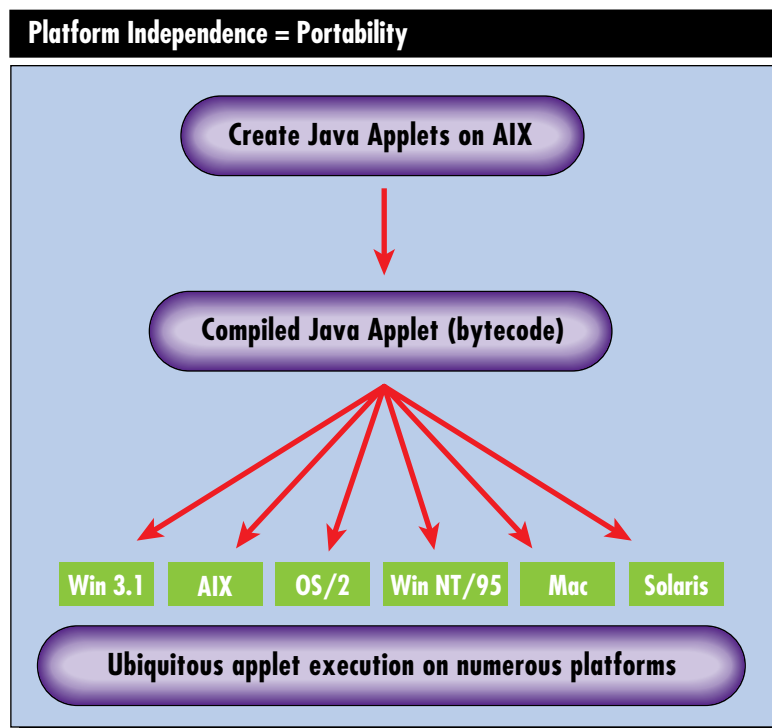 Platform Independence = Portability
Create Java Applets on AIX
Compiled Java Applet (bytecode)
Win 3.1 AIX OS/2 Win NT/95 Mac Solaris
Ubiquitous applet execution on numerous platforms